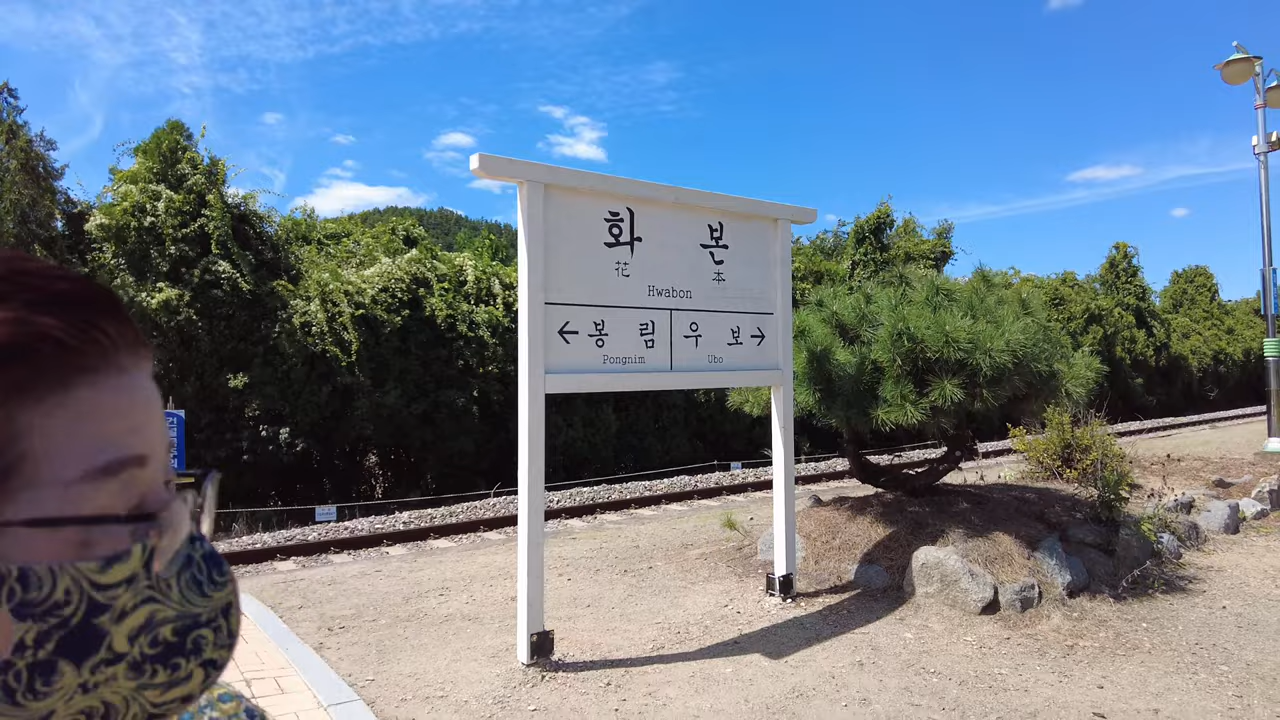 화 본
花 本
Hwabon
←봉 림 우 보→
Pongnim Ubo